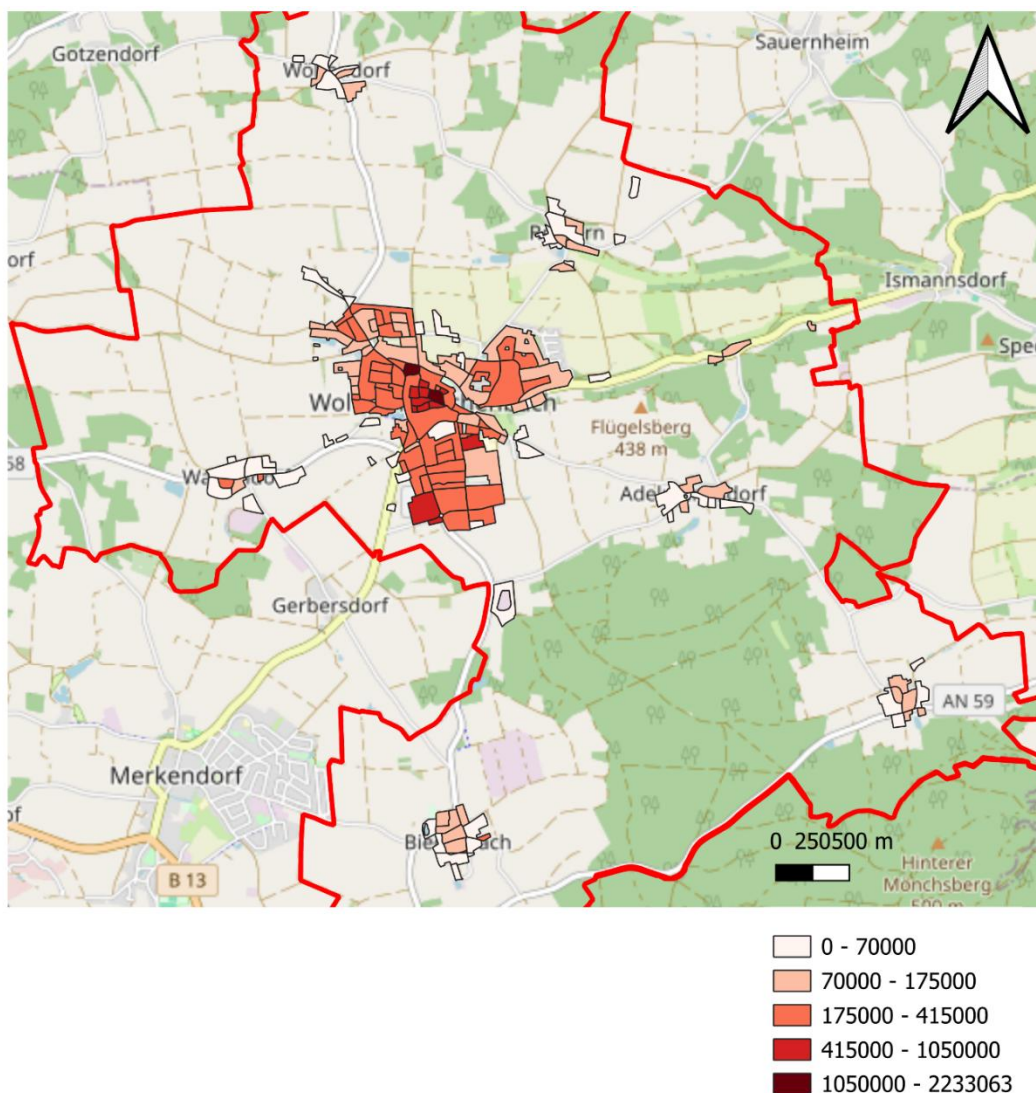 Gotzendorf
Sauernheim
orf
Ismannsdorf
Spe
Flügelsberg
438 m
58
Gerbersdorf
AN 59
Merkendorf
B 13
0 250500 m
Hinterer
Mönchsberg
500 m
0 - 70000
70000 - 175000
175000 - 415000
415000 - 1050000
1050000 - 2233063